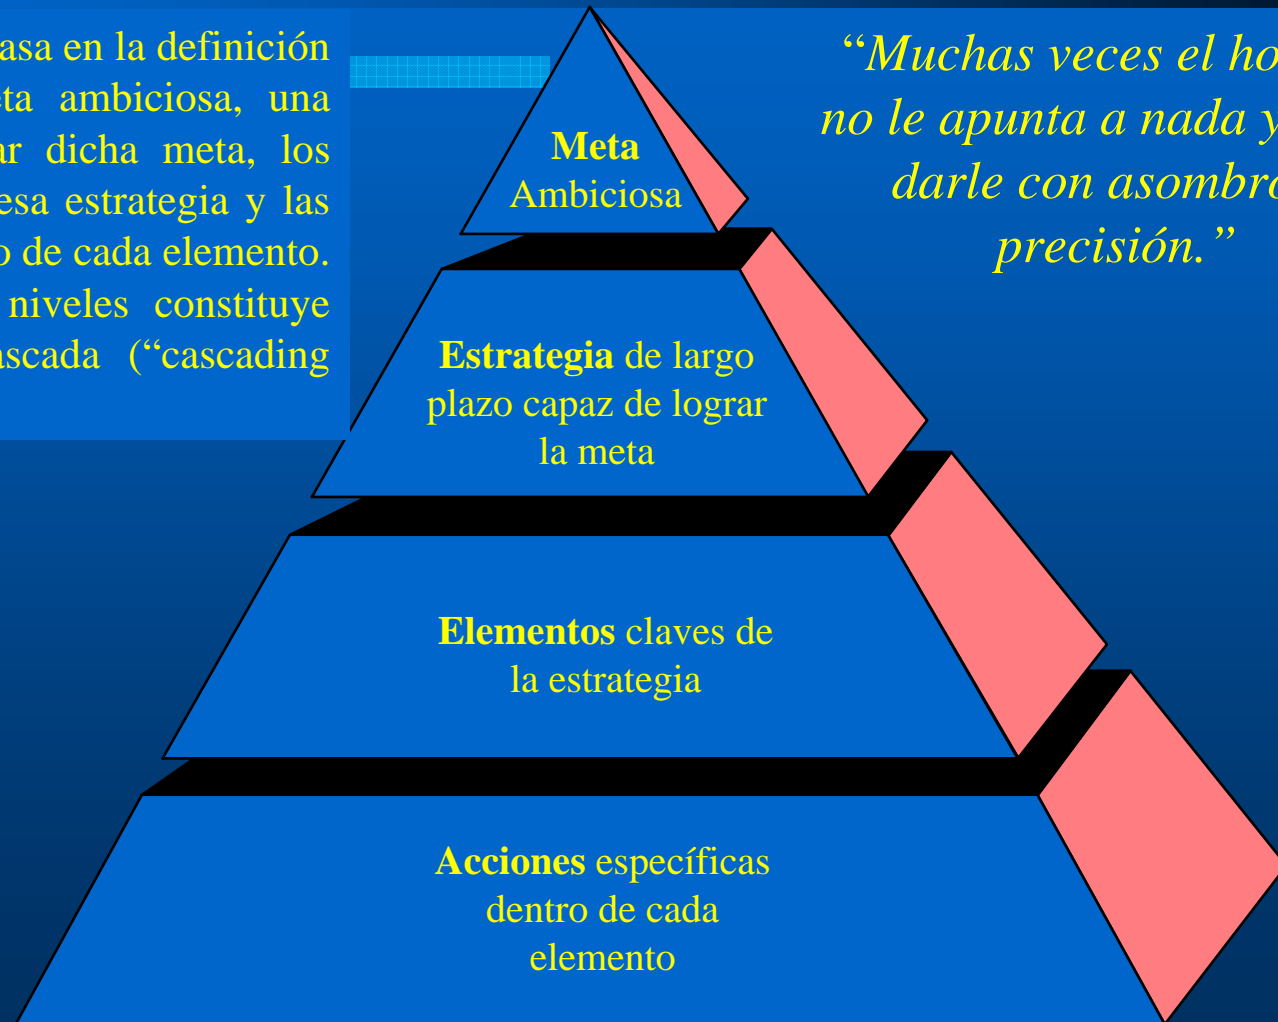 asa en la definición
eta ambiciosa, una
ar dicha meta, los
esa estrategia y las
o de cada elemento.
niveles constituye
ascada (“cascading
“Muchas veces el ho
no le apunta a nada y
darle con asombro
precisión.”
Meta
Ambiciosa
Estrategia de largo
plazo capaz de lograr
la meta
Elementos claves de
la estrategia
Acciones específicas
dentro de cada
elemento